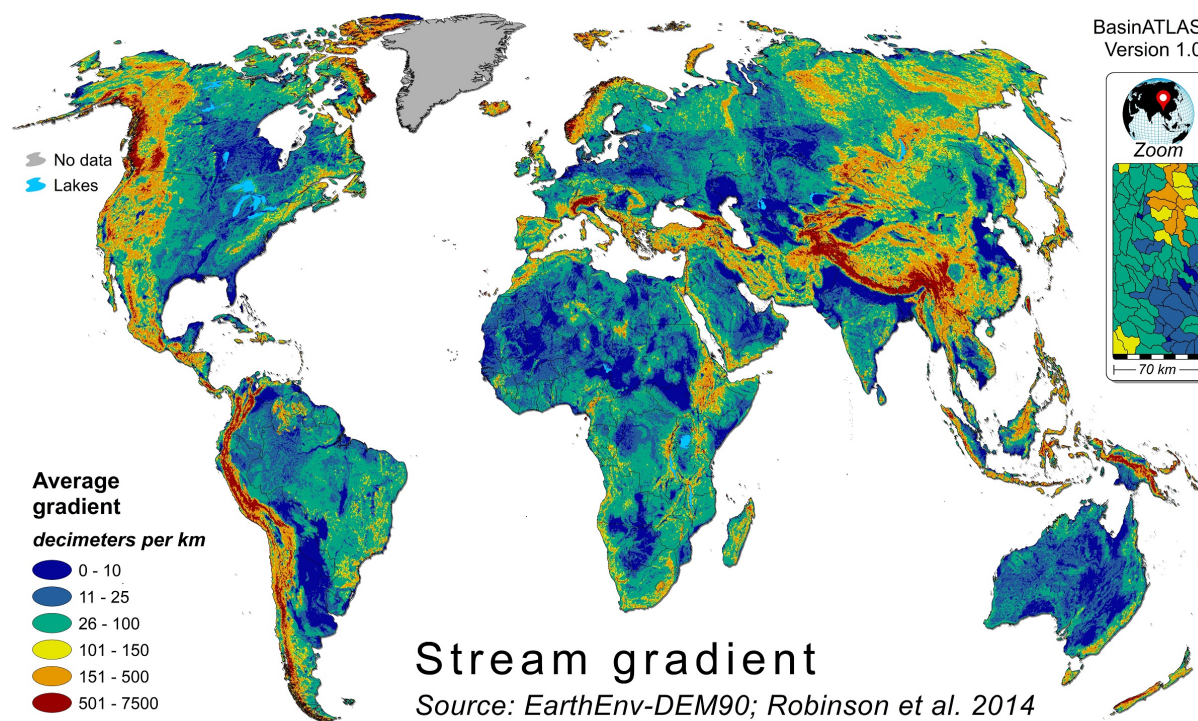 BasinATLAS
Version 1.0
Zoom
70 km
No data
Lakes
Average
gradient
decimeters per km
0 - 10
11 - 25
26 - 100
101 - 150
151 - 500
501 - 7500
Stream gradient
Source: EarthEnv-DEM90; Robinson et al. 2014